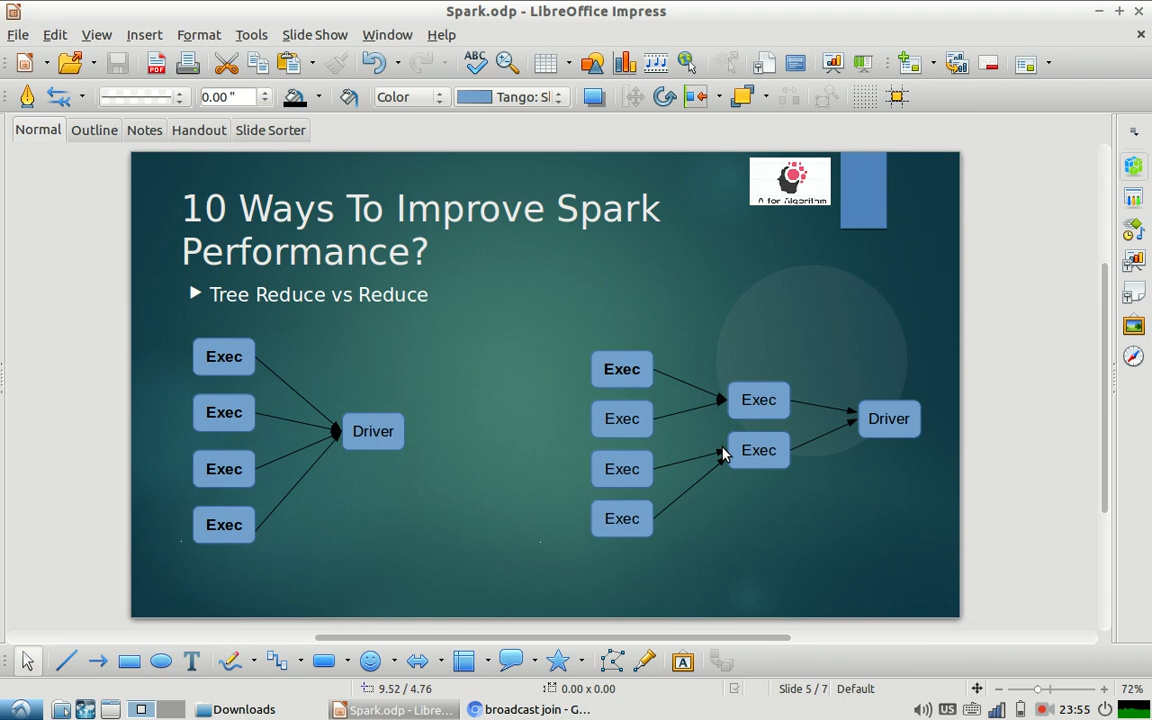 Spark.odp - LibreOffice Impress
File Edit View Insert Format Tools Slide Show Window Help
0.00 " Color Tango: Sl
Normal Outline Notes Handout Slide Sorter
A for Algorithm
10 Ways To Improve Spark
Performance?
Tree Reduce vs Reduce
Exec
Exec
Exec
Exec
Driver
Exec
Exec
Exec
Exec
Exec
Exec
Driver
9.52 / 4.76 0.00 x 0.00 Slide 5 / 7 Default 72%
Downloads Spark.odp - Libre... broadcast join - G... US 23:55